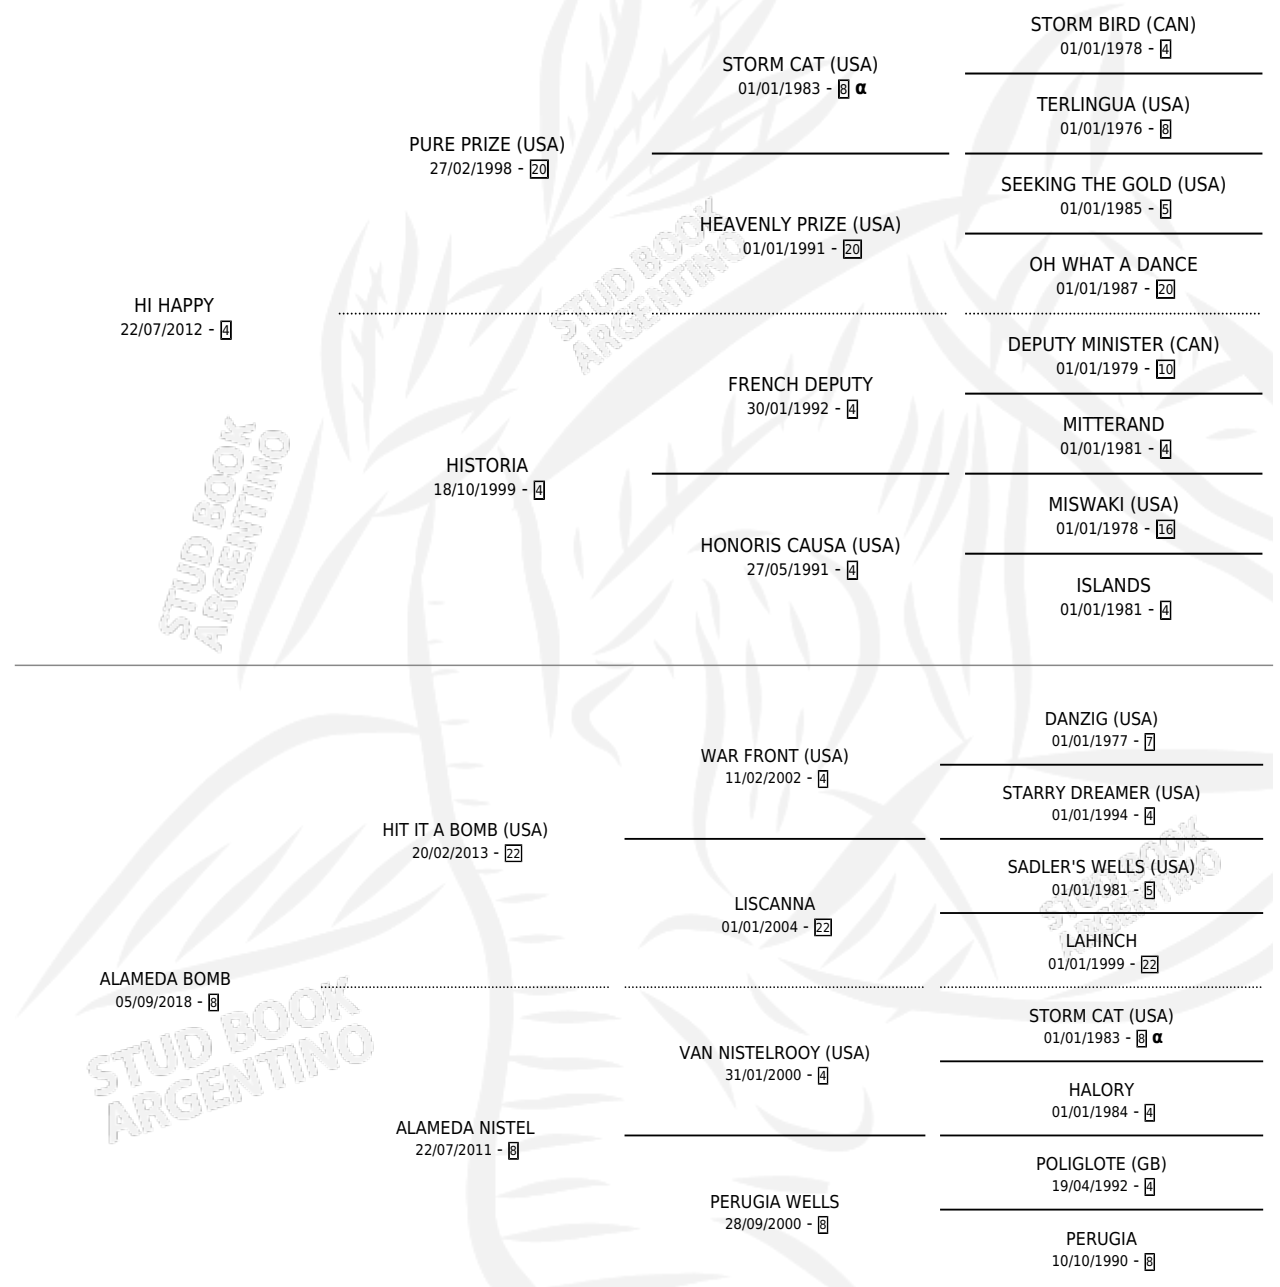 STORM BIRD (CAN)
01/01/1978 - 4
STORM CAT (USA)
01/01/1983 - 8 α
TERLINGUA (USA)
01/01/1976 - 8
PURE PRIZE (USA)
27/02/1998 - 20
SEEKING THE GOLD (USA)
01/01/1985 - 5
HEAVENLY PRIZE (USA)
01/01/1991 - 20
OH WHAT A DANCE
01/01/1987 - 20
HI HAPPY
22/07/2012 - 4
DEPUTY MINISTER (CAN)
01/01/1979 - 10
FRENCH DEPUTY
30/01/1992 - 4
MITTERAND
01/01/1981 - 4
HISTORIA
18/10/1999 - 4
MISWAKI (USA)
01/01/1978 - 16
HONORIS CAUSA (USA)
27/05/1991 - 4
ISLANDS
01/01/1981 - 4
STUD BOOK
ARGENTINO
STUD BOOK
ARGENTINO
DANZIG (USA)
01/01/1977 - 7
WAR FRONT (USA)
11/02/2002 - 4
STARRY DREAMER (USA)
01/01/1994 - 4
HIT IT A BOMB (USA)
20/02/2013 - 22
SADLER'S WELLS (USA)
01/01/1981 - 5
LISCANNA
01/01/2004 - 22
LAHINCH
01/01/1999 - 22
ALAMEDA BOMB
05/09/2018 - 8
STORM CAT (USA)
01/01/1983 - 8 α
VAN NISTELROOY (USA)
31/01/2000 - 4
HALORY
01/01/1984 - 4
ALAMEDA NISTEL
22/07/2011 - 8
POLIGLOTE (GB)
19/04/1992 - 4
PERUGIA WELLS
28/09/2000 - 8
PERUGIA
10/10/1990 - 8
STUD BOOK
ARGENTINO
STUD BOOK
ARGENTINO